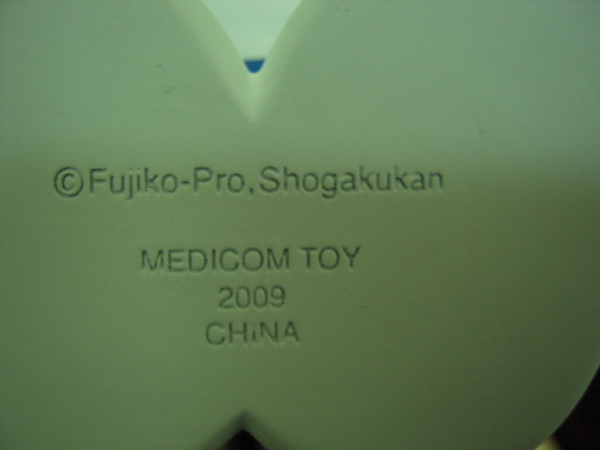 ©Fujiko-Pro,Shogakukan
MEDICOM TOY
2009
CHiNA